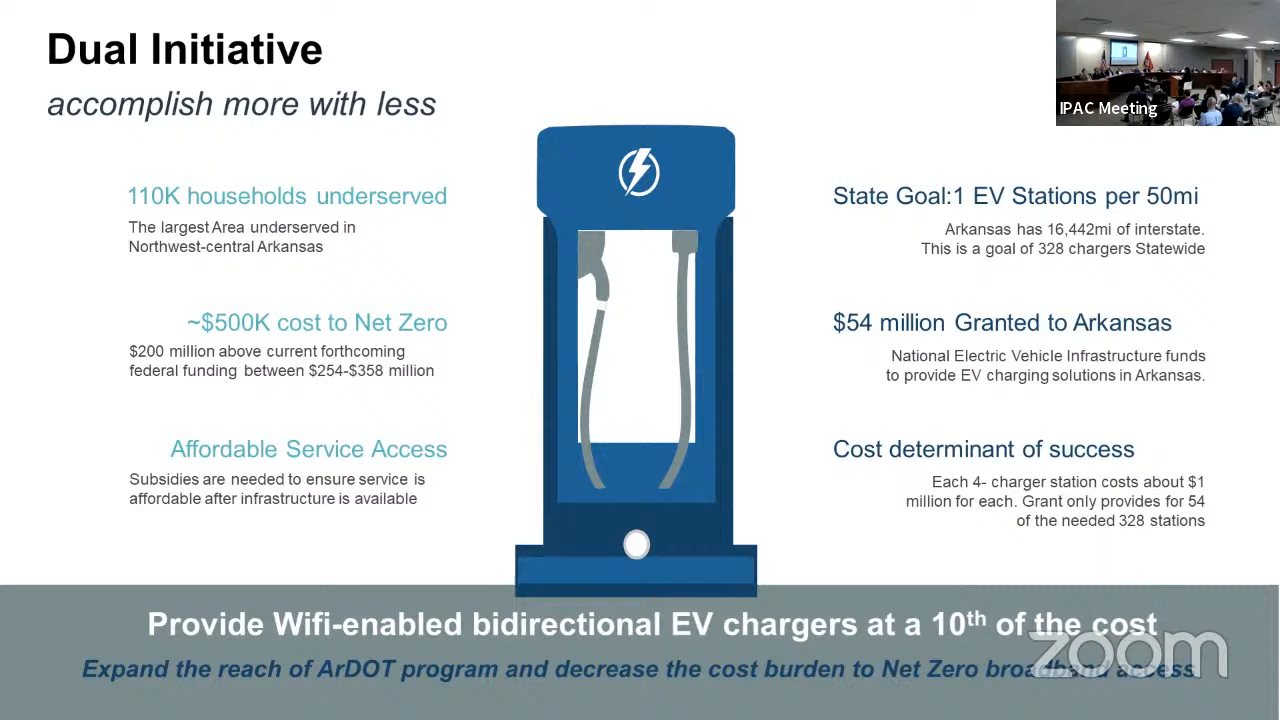 Dual Initiative
accomplish more with less
IPAC Meeting
110K households underserved
The largest Area underserved in
Northwest-central Arkansas
~$500K cost to Net Zero
$200 million above current forthcoming
federal funding between $254-$358 million
Affordable Service Access
Subsidies are needed to ensure service is
affordable after infrastructure is available
State Goal:1 EV Stations per 50mi
Arkansas has 16,442mi of interstate.
This is a goal of 328 chargers Statewide
$54 million Granted to Arkansas
National Electric Vehicle Infrastructure funds
to provide EV charging solutions in Arkansas.
Cost determinant of success
Each 4- charger station costs about $1
million for each. Grant only provides for 54
of the needed 328 stations
Provide Wifi-enabled bidirectional EV chargers at a 10th of the cost
Expand the reach of ArDOT program and decrease the cost burden to Net Zero broadband access
zoom